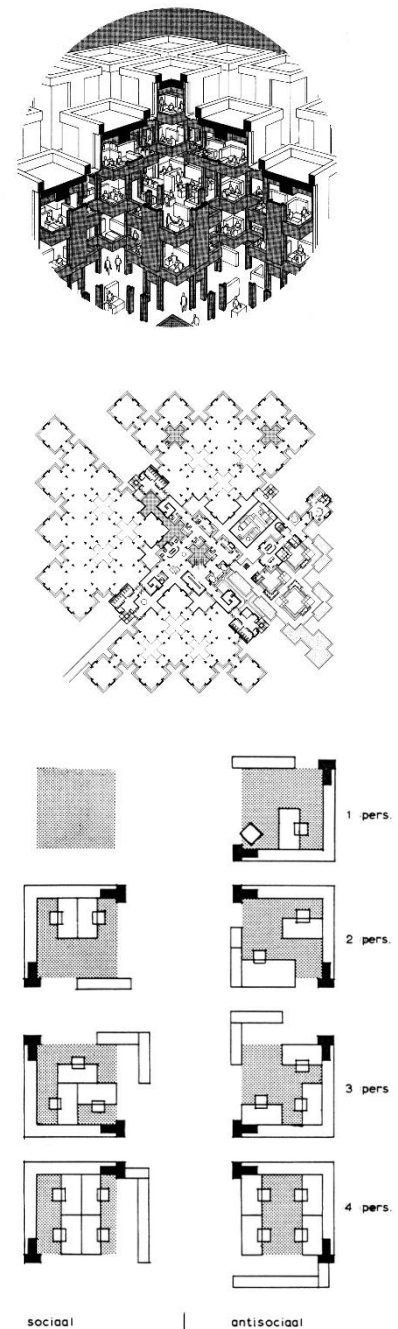 1 pers.
2 pers.
3 pers
4 pers.
sociaal | antisociaal